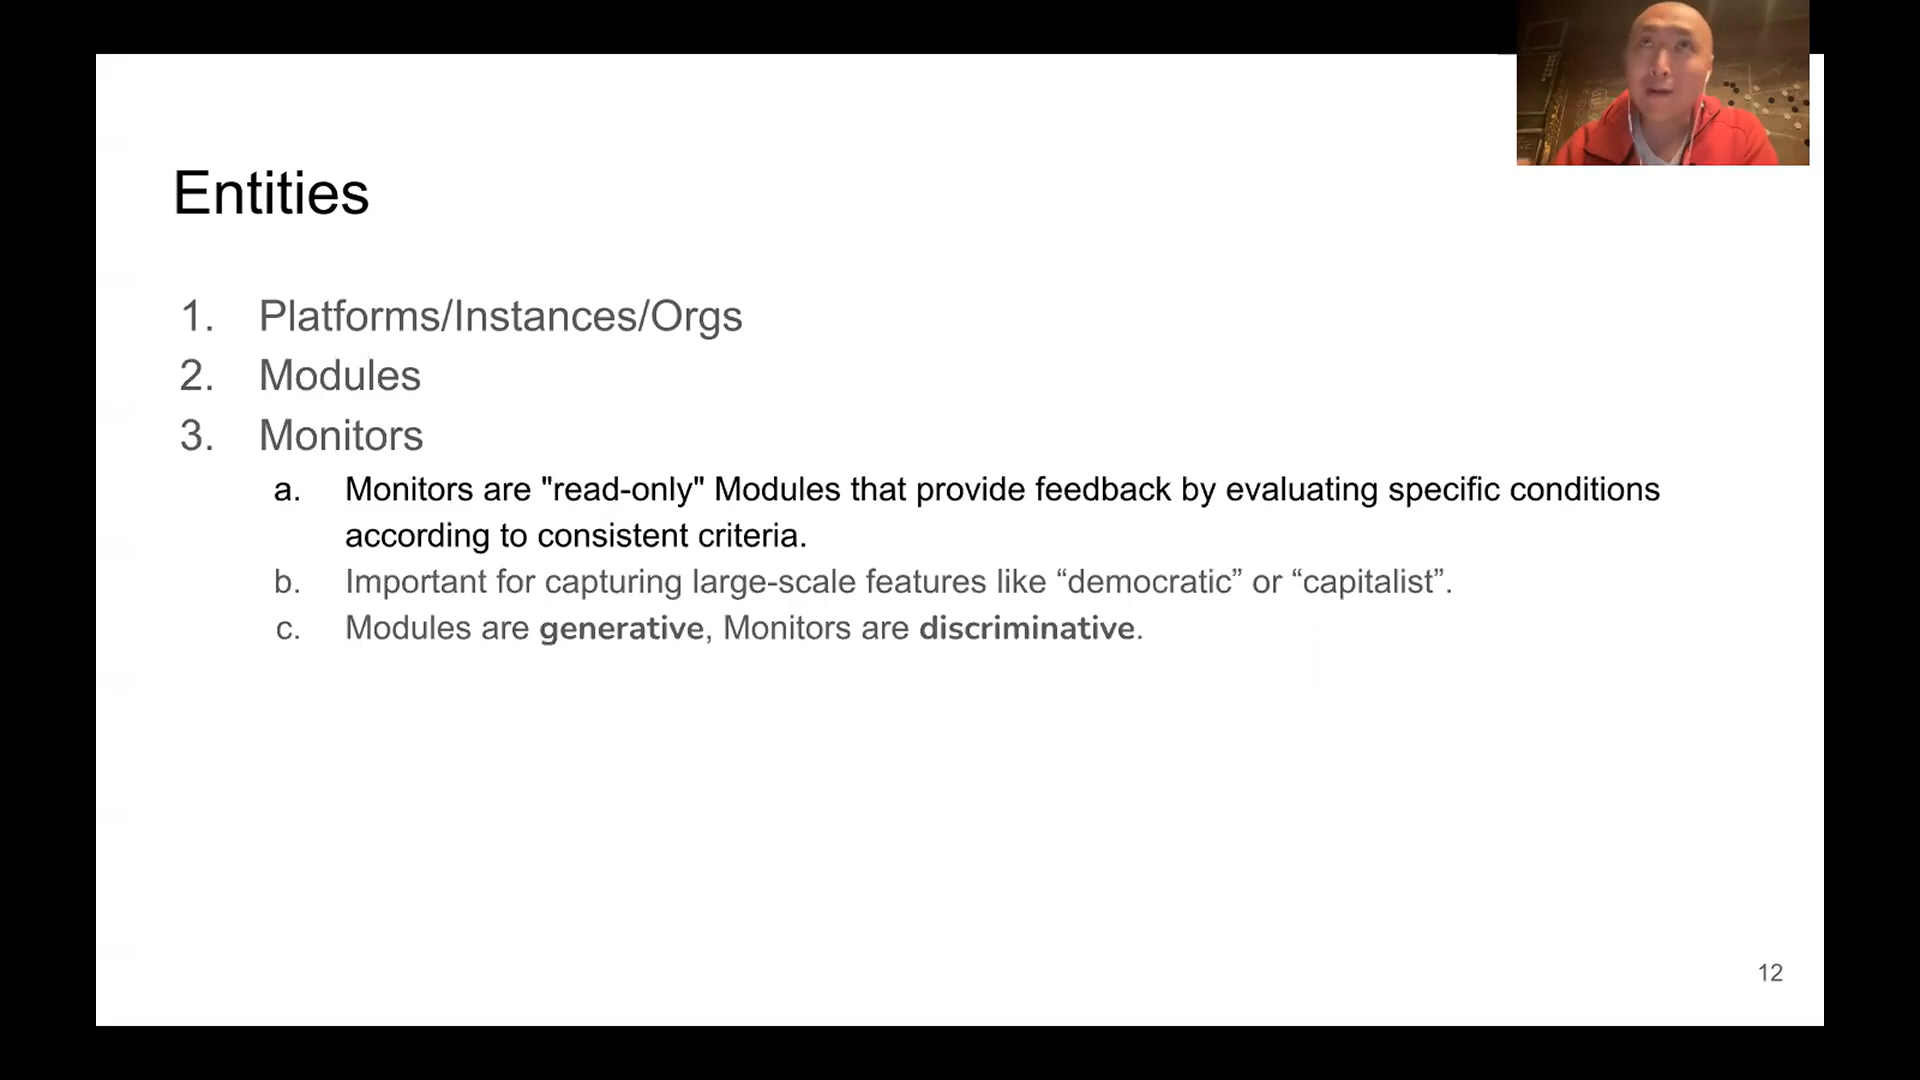 Entities
1. Platforms/Instances/Orgs
2. Modules
3. Monitors
a. Monitors are "read-only" Modules that provide feedback by evaluating specific conditions
according to consistent criteria.
b. Important for capturing large-scale features like “democratic” or “capitalist”.
c. Modules are generative, Monitors are discriminative.
12